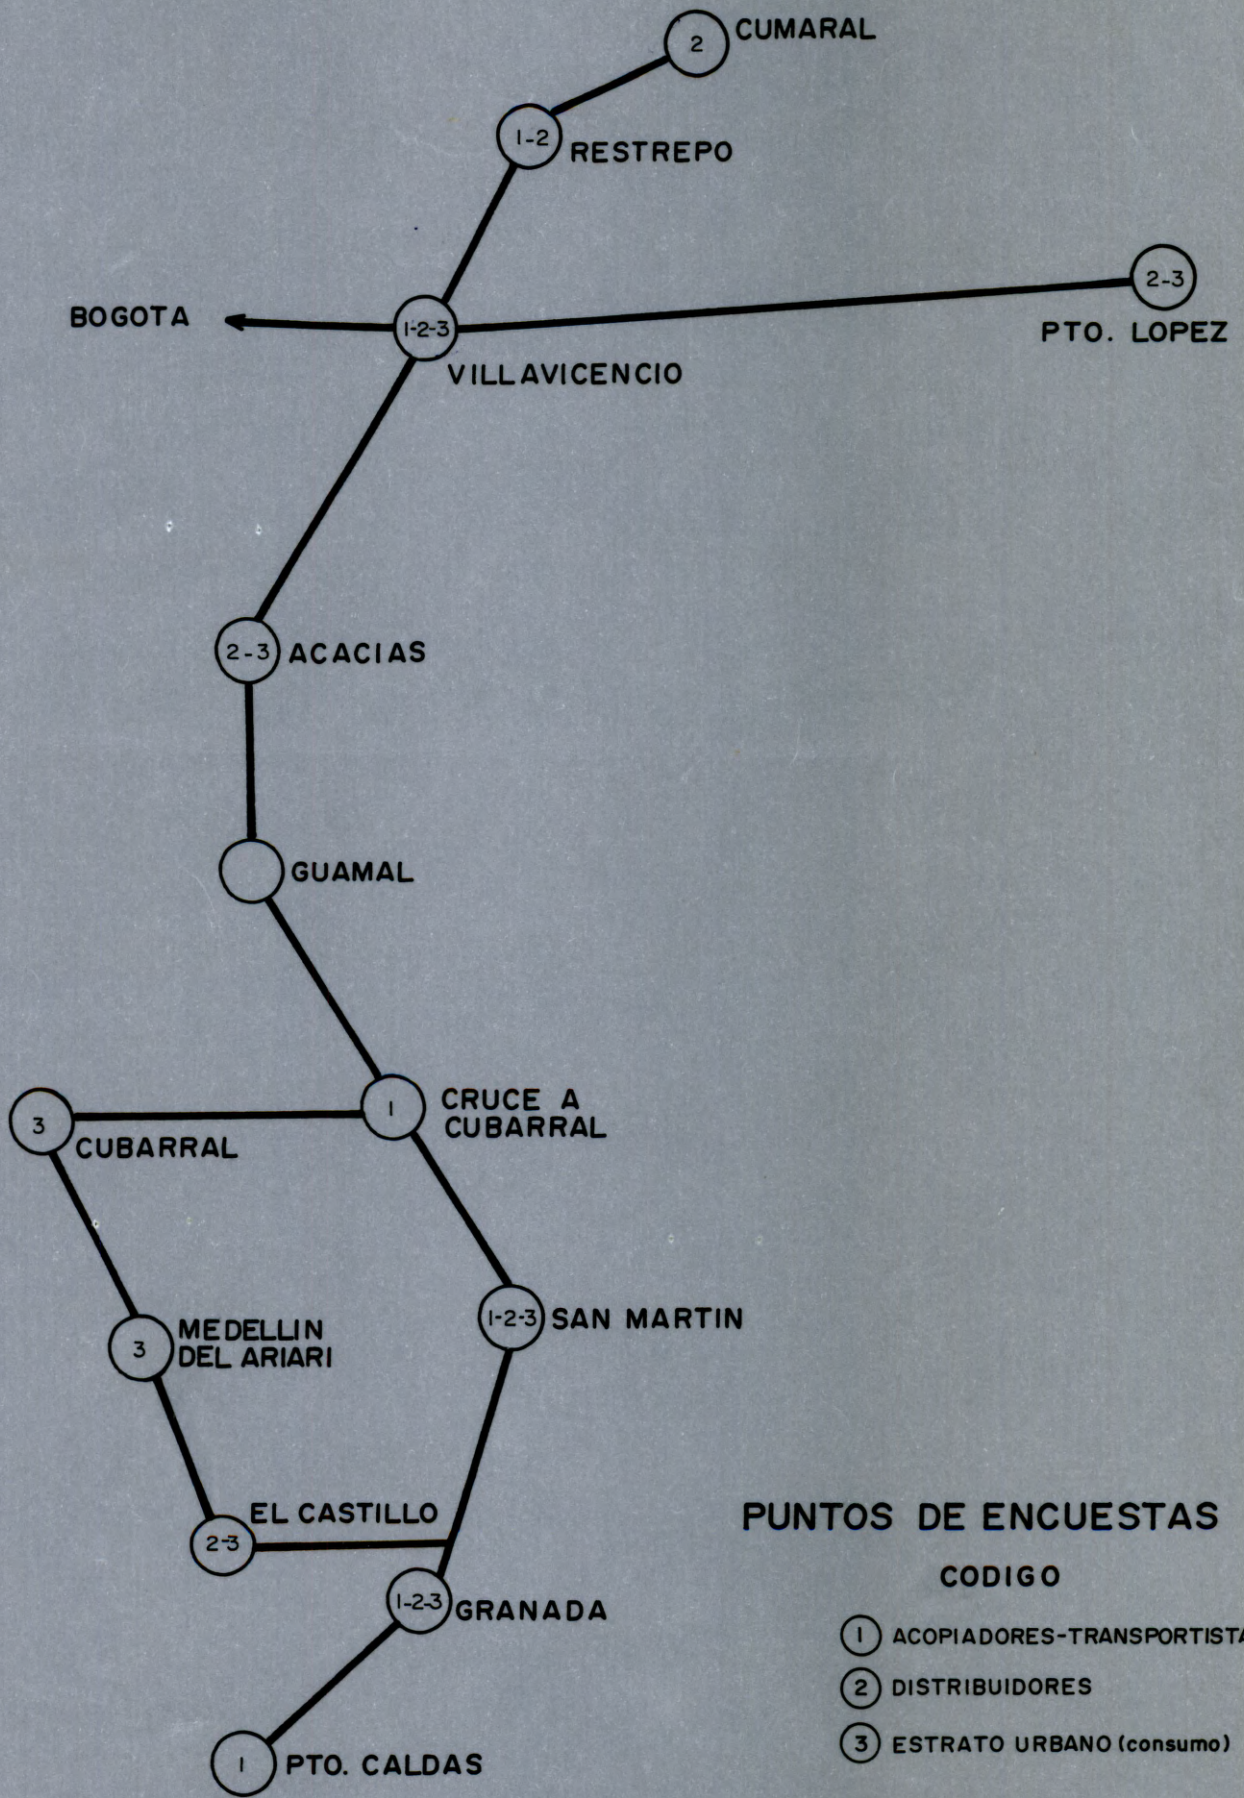 2 CUMARAL
1-2 RESTREPO
BOGOTA
1-2-3
VILLAVICENCIO
2-3
PTO. LOPEZ
2-3 ACACIAS
GUAMAL
1 CRUCE A
CUBARRAL
3
CUBARRAL
1-2-3 SAN MARTIN
3 MEDELLIN
DEL ARIARI
EL CASTILLO
2-3
1-2-3 GRANADA
1 PTO. CALDAS
PUNTOS DE ENCUESTAS
CODIGO
1 ACOPIADORES-TRANSPORTISTA
2 DISTRIBUIDORES
3 ESTRATO URBANO (consumo)